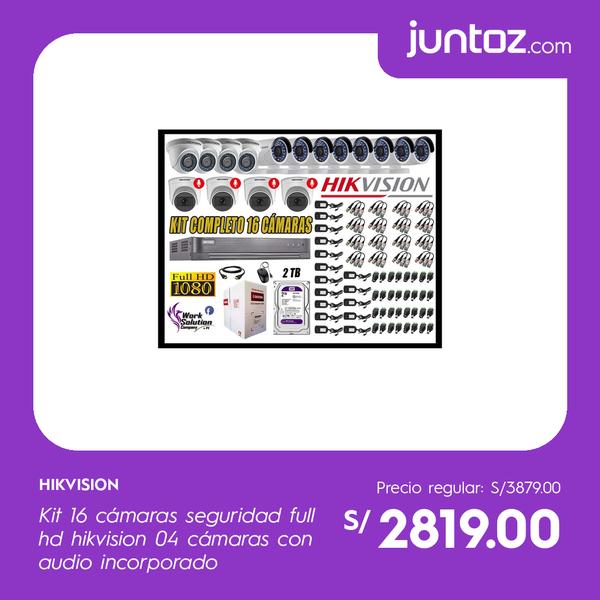 juntoz.com
HIKVISION
KIT COMPLETO 16 CÁMARAS
2 TB
Full HD
1080
Work
Solution
Company
HIKVISION
Kit 16 cámaras seguridad full
hd hikvision 04 cámaras con
audio incorporado
Precio regular: S/3879.00
S/ 2819.00